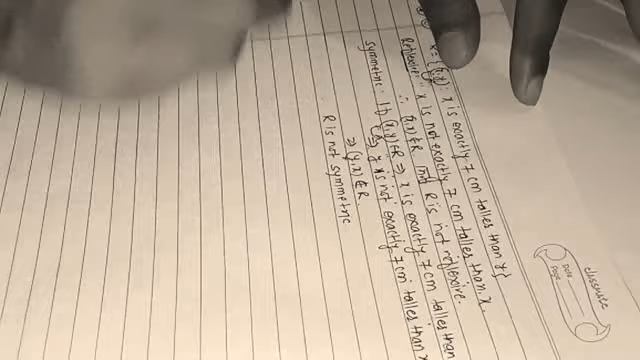 classmate
Date
Page
R = {(x,y): x is exactly 7 cm taller than y}
Reflexive: ∵ x is not exactly 7 cm taller than x.
∴ (x,x) ∉ R. and R is not reflexive.
Symmetric: If (x,y) ∈ R ⇒ x is exactly 7 cm taller than
y is not exactly 7 cm taller than x
⇒ (y,x) ∉ R.
R is not symmetric